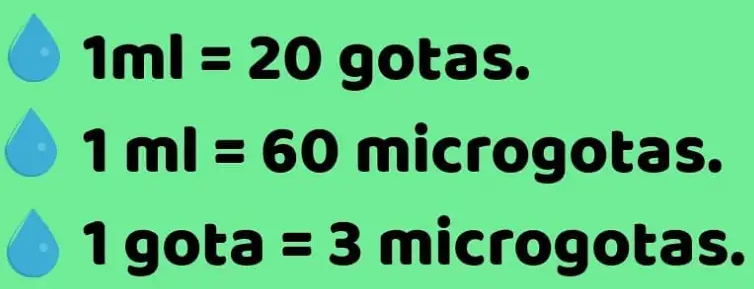 1ml = 20 gotas.
1 ml = 60 microgotas.
1 gota = 3 microgotas.